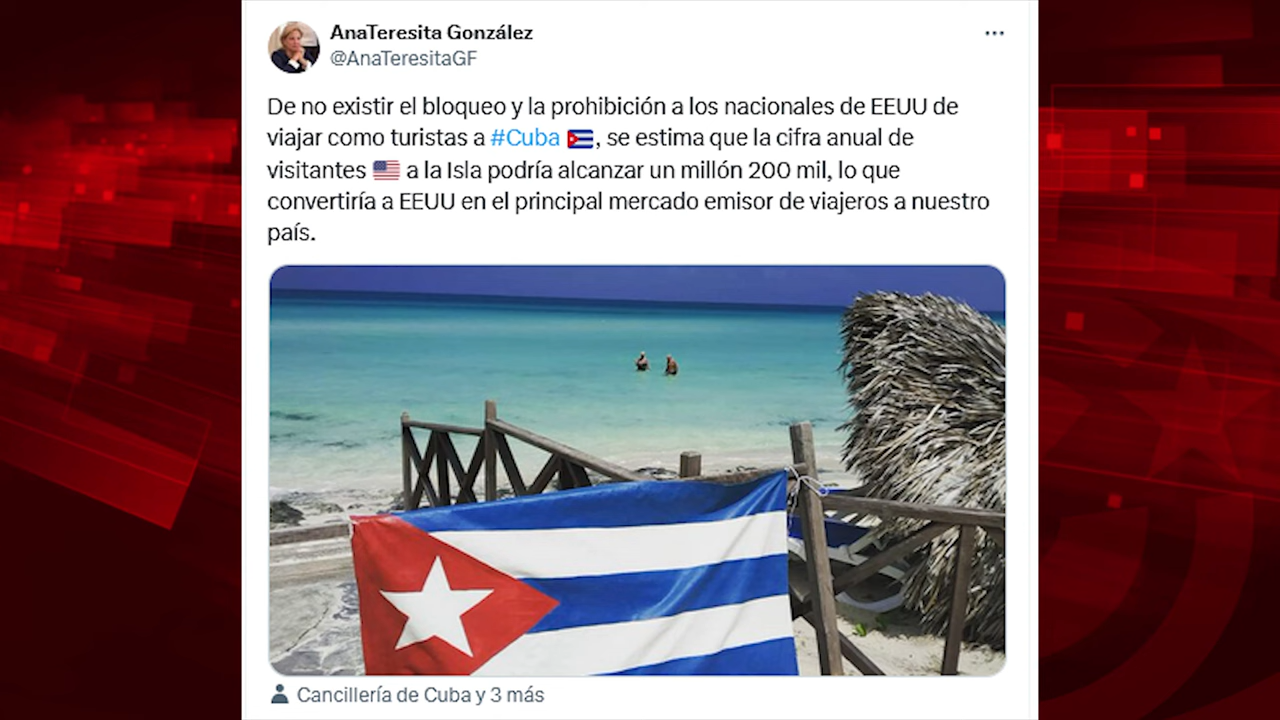 AnaTeresita González
@AnaTeresitaGF
De no existir el bloqueo y la prohibición a los nacionales de EEUU de
viajar como turistas a #Cuba 🇨🇺, se estima que la cifra anual de
visitantes 🇺🇸 a la Isla podría alcanzar un millón 200 mil, lo que
convertiría a EEUU en el principal mercado emisor de viajeros a nuestro
país.
Cancillería de Cuba y 3 más